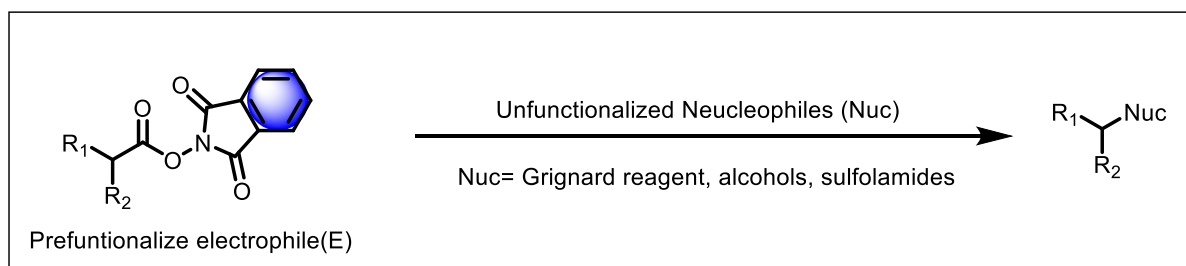 O
O
R₁
O
N
R₂
O
Prefuntionalize electrophile(E)
Unfunctionalized Neucleophiles (Nuc)
Nuc= Grignard reagent, alcohols, sulfolamides
R₁
Nuc
R₂